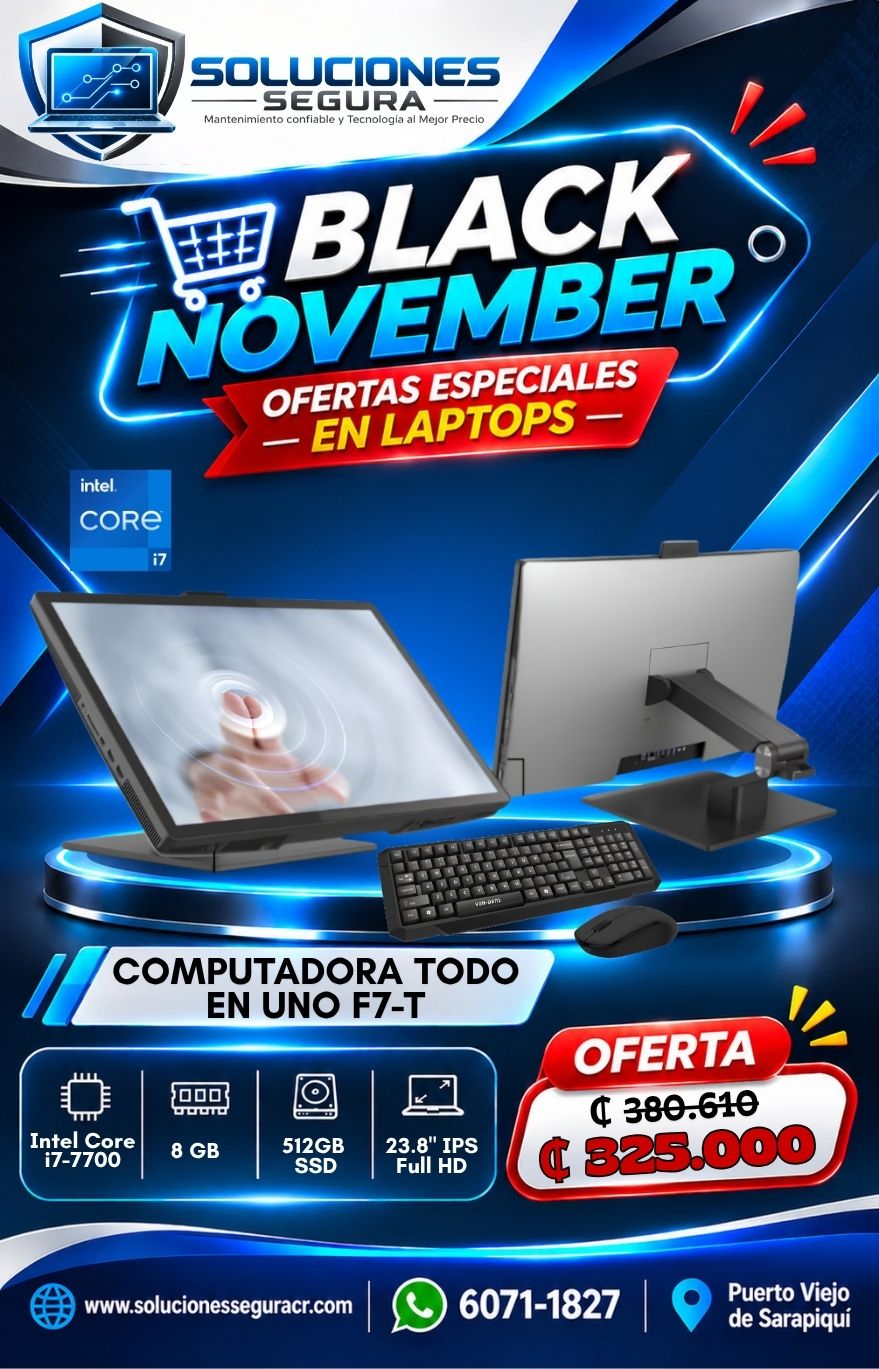 SOLUCIONES
SEGURA
Mantenimiento confiable y Tecnología al Mejor Precio
BLACK
NOVEMBER
OFERTAS ESPECIALES
EN LAPTOPS
intel.
CORE
i7
COMPUTADORA TODO
EN UNO F7-T
Intel Core
i7-7700
8 GB
512GB
SSD
23.8" IPS
Full HD
OFERTA
₡ 380.610
₡ 325.000
www.solucionesseguracr.com
6071-1827
Puerto Viejo
de Sarapiquí